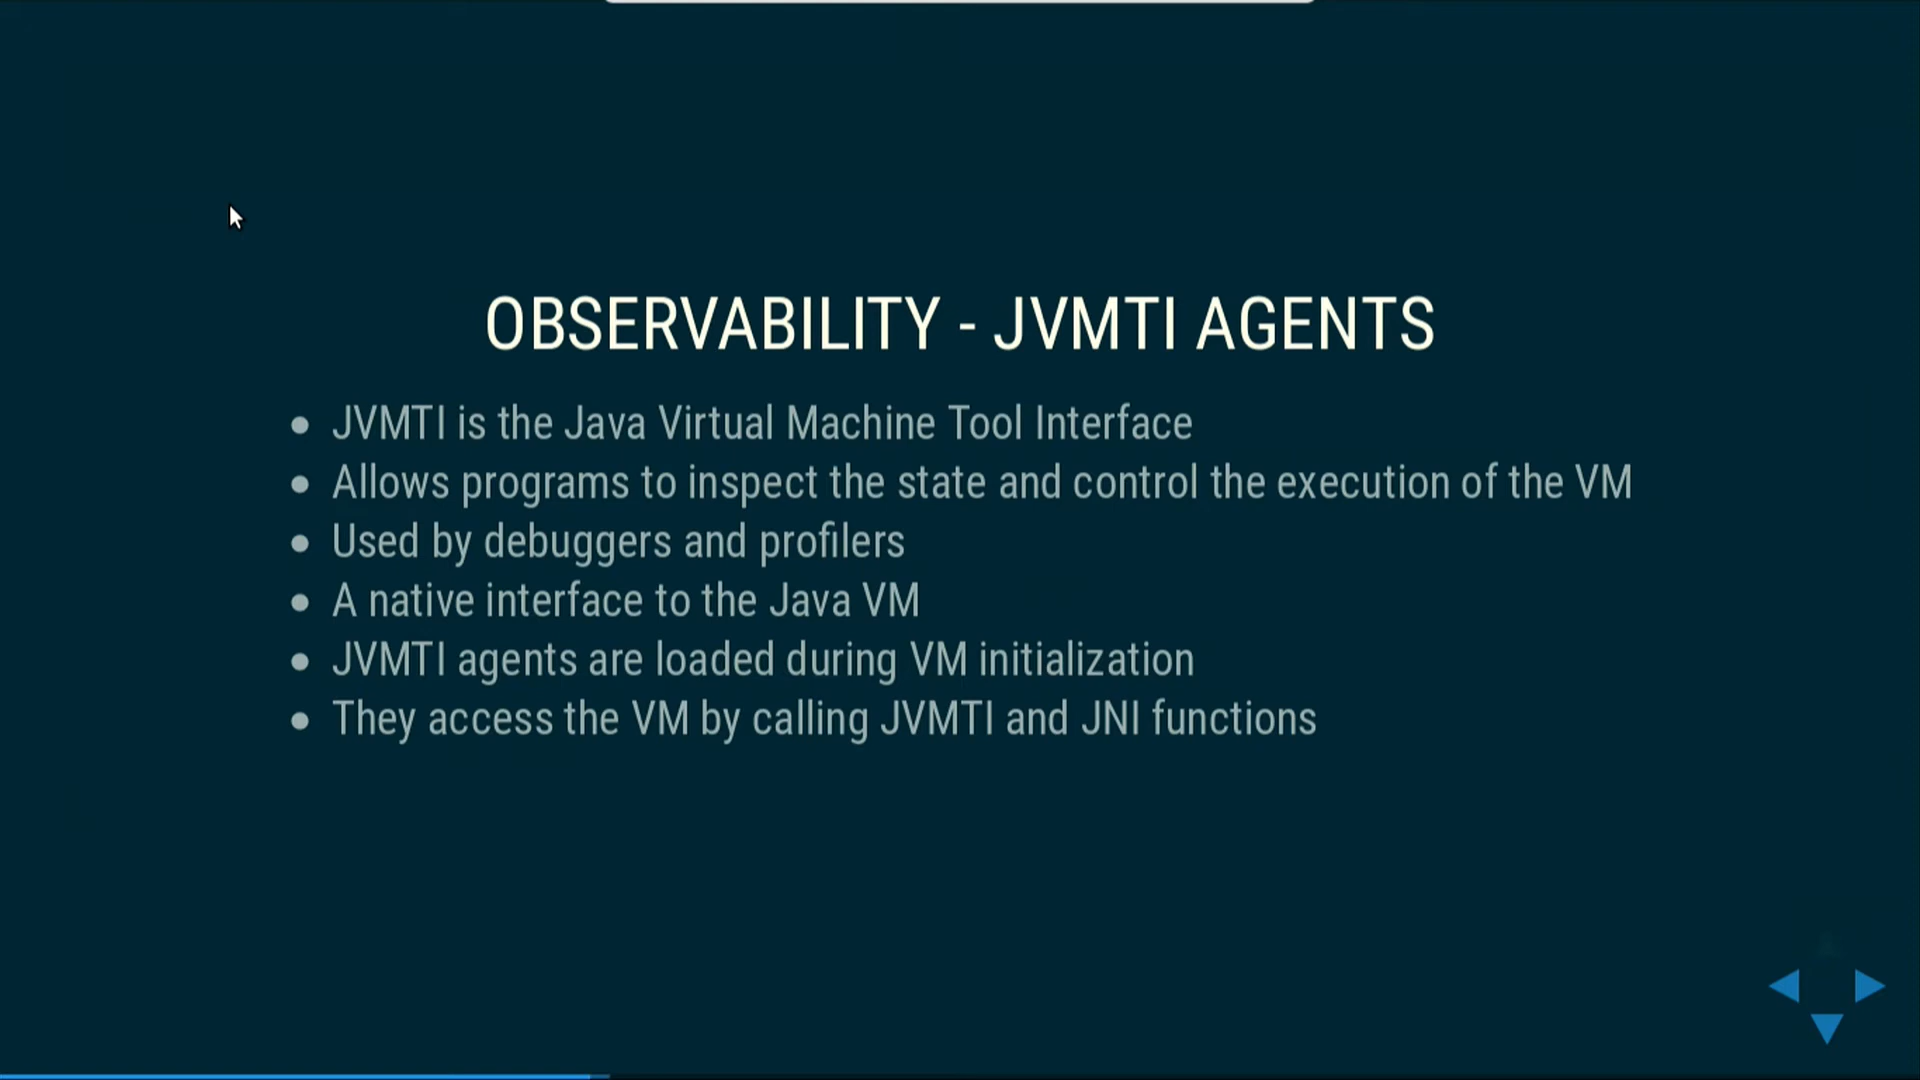 OBSERVABILITY - JVMTI AGENTS
JVMTI is the Java Virtual Machine Tool Interface
Allows programs to inspect the state and control the execution of the VM
Used by debuggers and profilers
A native interface to the Java VM
JVMTI agents are loaded during VM initialization
They access the VM by calling JVMTI and JNI functions